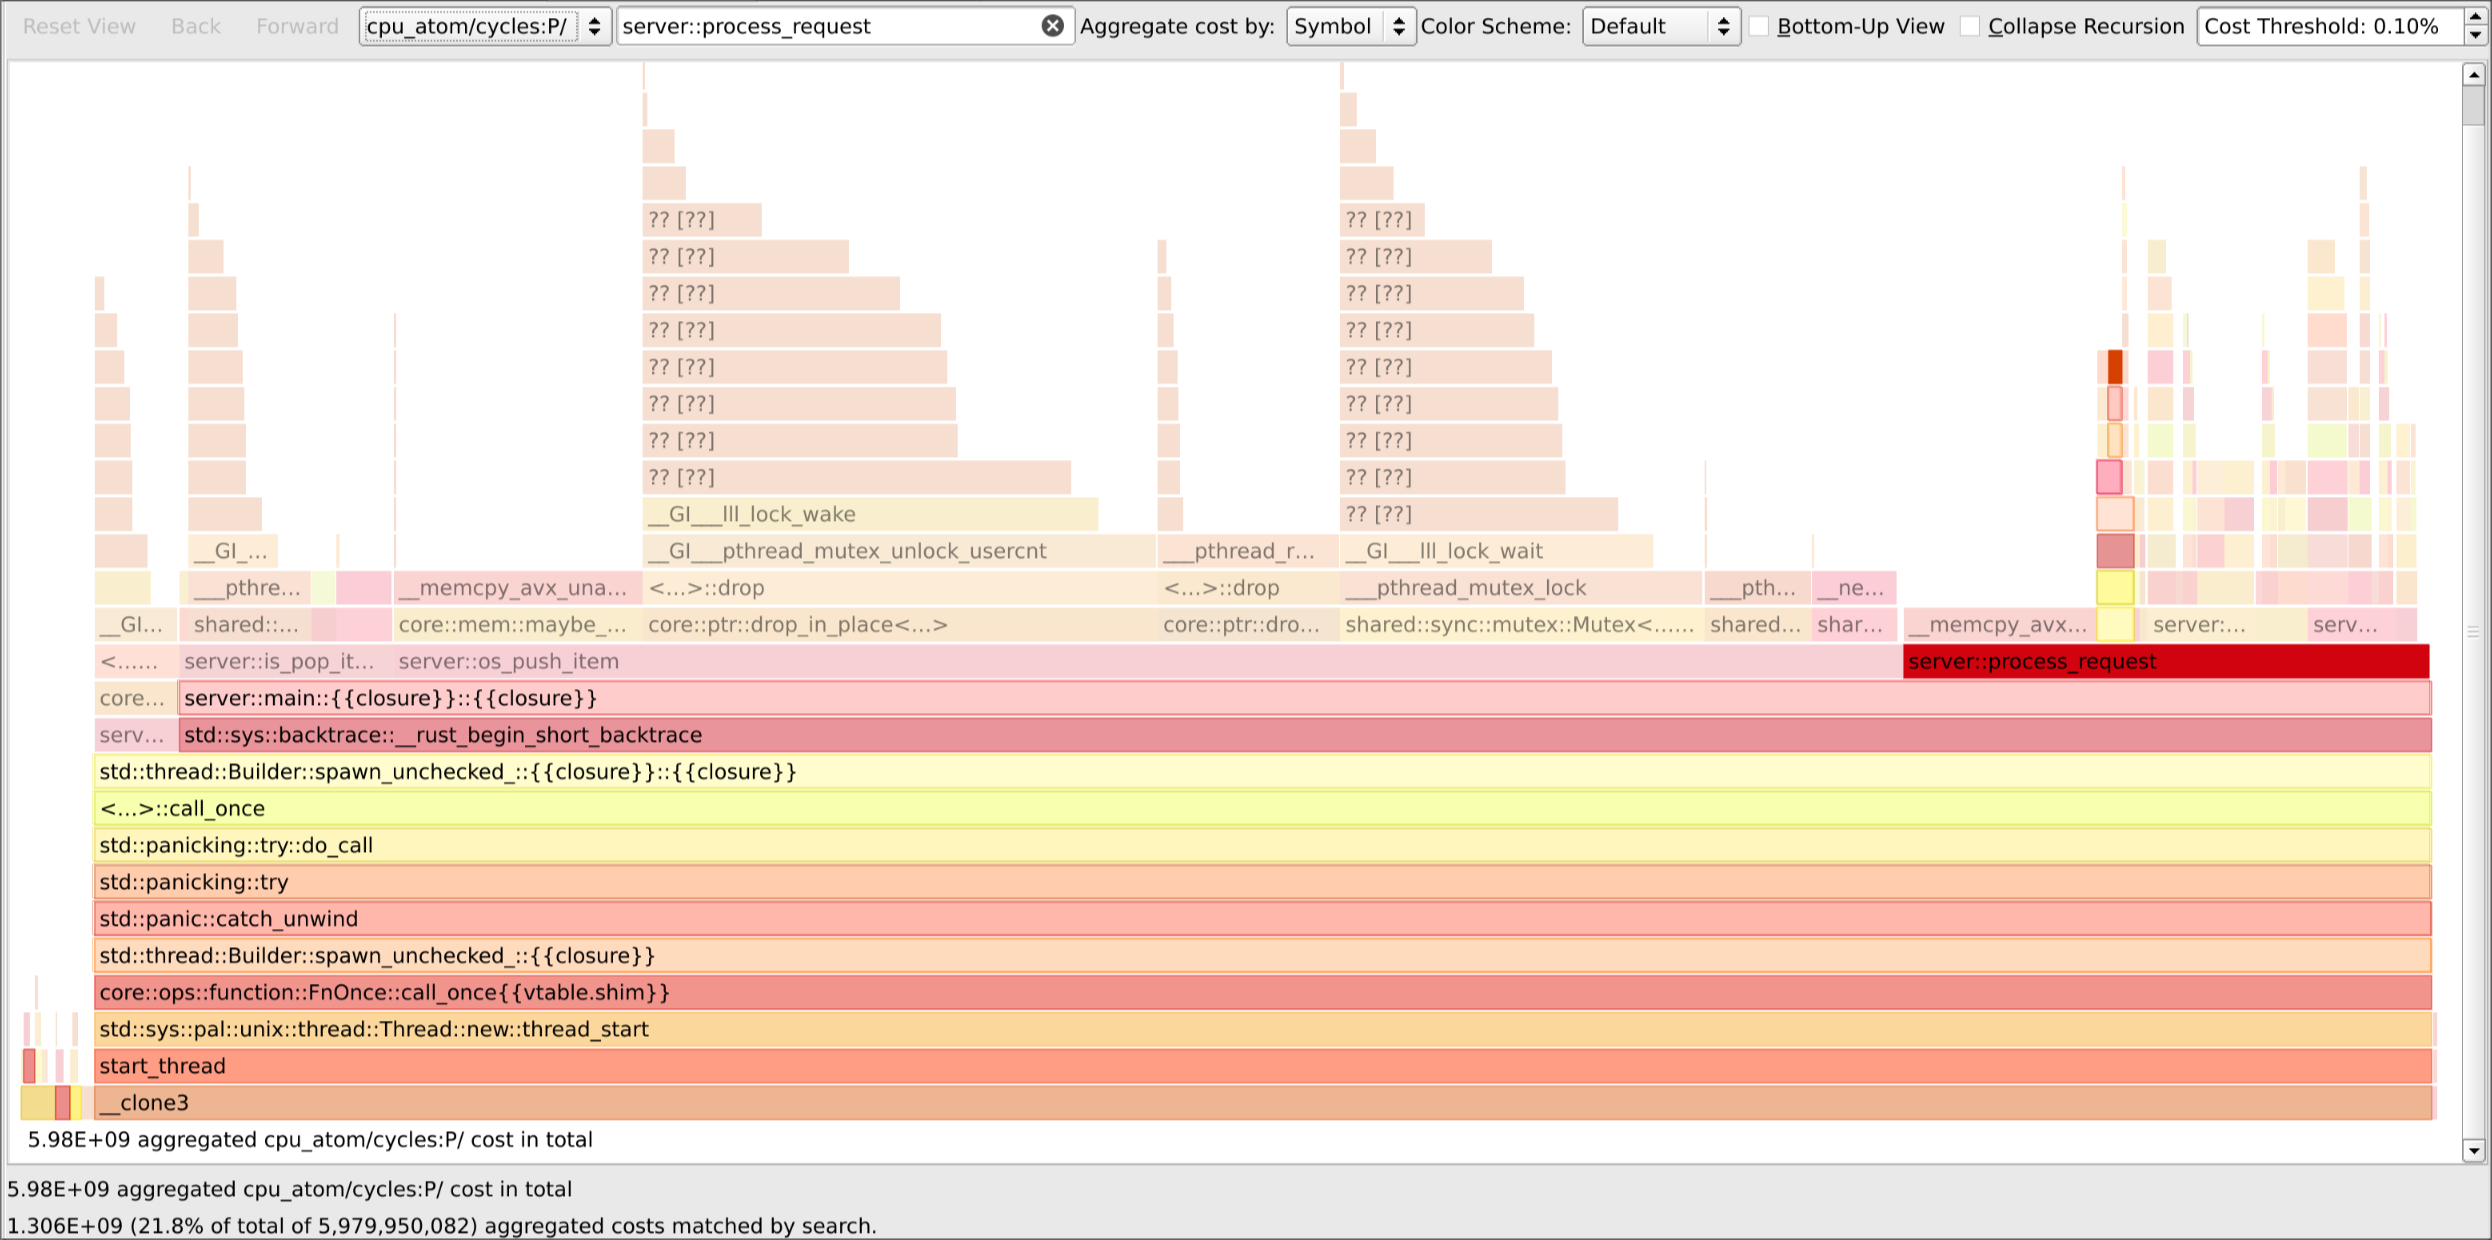 Reset View Back Forward cpu_atom/cycles:P/ server::process_request Aggregate cost by: Symbol Color Scheme: Default Bottom-Up View Collapse Recursion Cost Threshold: 0.10%
?? [??] ?? [??]
?? [??] ?? [??]
?? [??] ?? [??]
?? [??] ?? [??]
?? [??] ?? [??]
?? [??] ?? [??]
?? [??] ?? [??]
?? [??] ?? [??]
__GI___lll_lock_wake ?? [??]
__GI_... __GI___pthread_mutex_unlock_usercnt ___pthread_r... __GI___lll_lock_wait
___pthre... __memcpy_avx_una... <...>::drop <...>::drop ___pthread_mutex_lock ___pth... __ne...
__GI... shared::... core::mem::maybe_... core::ptr::drop_in_place<...> core::ptr::dro... shared::sync::mutex::Mutex<...... shared... shar... __memcpy_avx... server:... serv...
<...... server::is_pop_it... server::os_push_item server::process_request
core... server::main::{{closure}}::{{closure}}
serv... std::sys::backtrace::__rust_begin_short_backtrace
std::thread::Builder::spawn_unchecked_::{{closure}}::{{closure}}
<...>::call_once
std::panicking::try::do_call
std::panicking::try
std::panic::catch_unwind
std::thread::Builder::spawn_unchecked_::{{closure}}
core::ops::function::FnOnce::call_once{{vtable.shim}}
std::sys::pal::unix::thread::Thread::new::thread_start
start_thread
__clone3
5.98E+09 aggregated cpu_atom/cycles:P/ cost in total
5.98E+09 aggregated cpu_atom/cycles:P/ cost in total
1.306E+09 (21.8% of total of 5,979,950,082) aggregated costs matched by search.